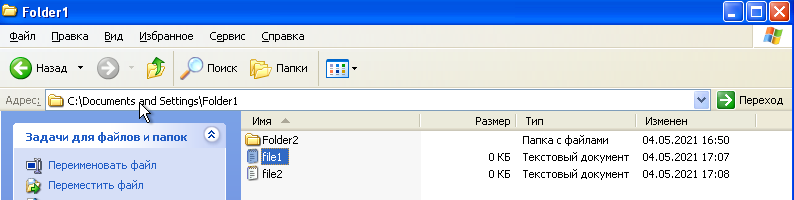 Folder1
Файл Правка Вид Избранное Сервис Справка
Назад Поиск Папки
Адрес: C:\Documents and Settings\Folder1 Переход
Задачи для файлов и папок
Переименовать файл
Переместить файл
Имя Размер Тип Изменен
Folder2 Папка с файлами 04.05.2021 16:50
file1 0 КБ Текстовый документ 04.05.2021 17:07
file2 0 КБ Текстовый документ 04.05.2021 17:08